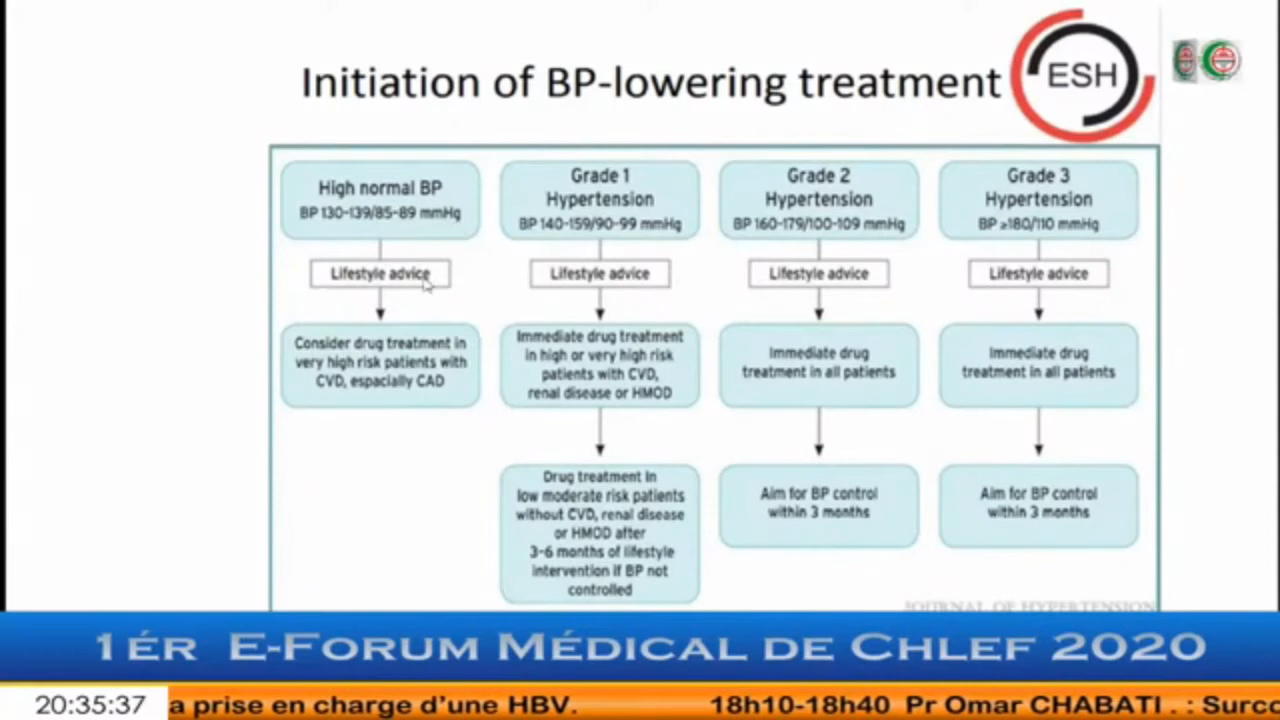 Initiation of BP-lowering treatment
ESH
High normal BP
BP 130-139/85-89 mmHg
Lifestyle advice
Consider drug treatment in
very high risk patients with
CVD, espacially CAD
Grade 1
Hypertension
BP 140-159/90-99 mmHg
Lifestyle advice
Immediate drug treatment
in high or very high risk
patients with CVD,
renal disease or HMOD
Drug treatment in
low moderate risk patients
without CVD, renal disease
or HMOD after
3-6 months of lifestyle
intervention if BP not
controlled
Grade 2
Hypertension
BP 160-179/100-109 mmHg
Lifestyle advice
Immediate drug
treatment in all patients
Aim for BP control
within 3 months
Grade 3
Hypertension
BP ≥180/110 mmHg
Lifestyle advice
Immediate drug
treatment in all patients
Aim for BP control
within 3 months
JOURNAL OF HYPERTENSION
1ÉR E-FORUM MÉDICAL DE CHLEF 2020
20:35:37 a prise en charge d'une HBV. 18h10-18h40 Pr Omar CHABATI . : Surco